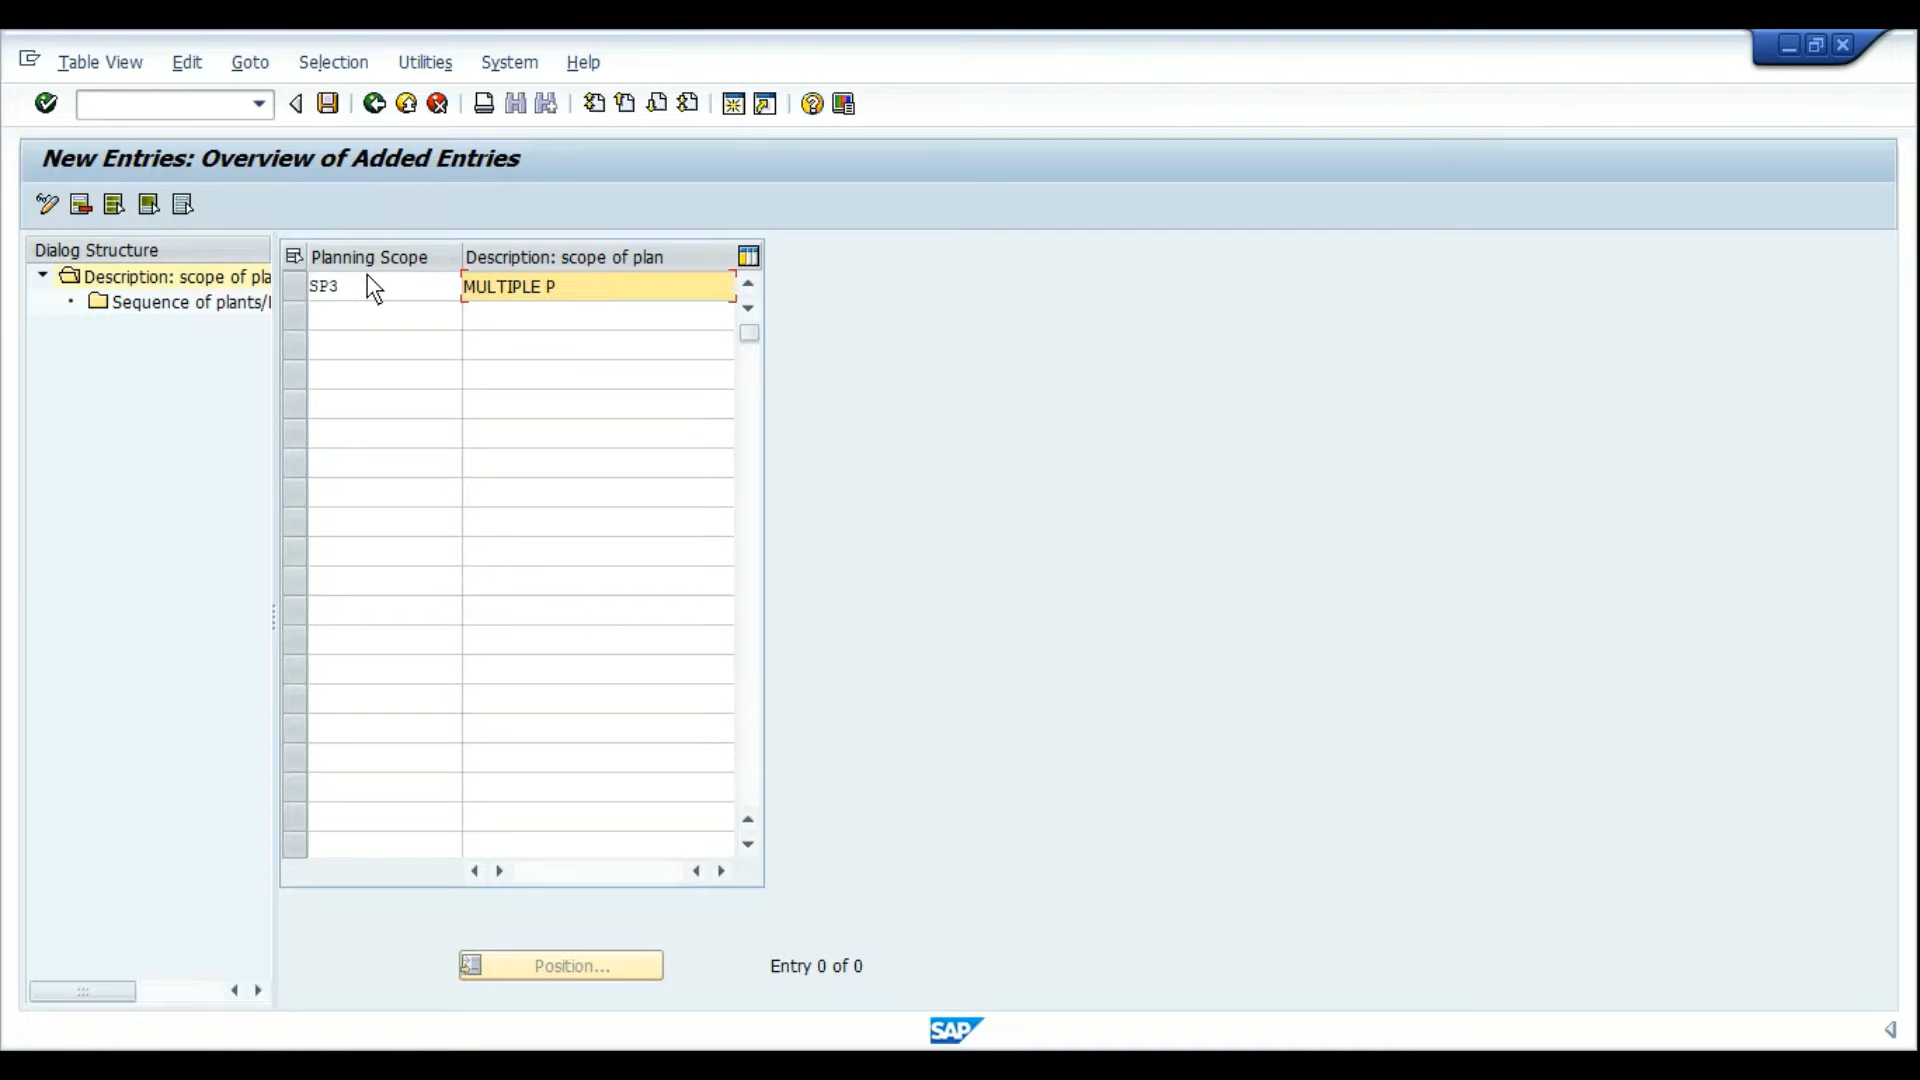 Table View Edit Goto Selection Utilities System Help
New Entries: Overview of Added Entries
Dialog Structure
Description: scope of pla
Sequence of plants/
Planning Scope Description: scope of plan
SP3 MULTIPLE P
Position... Entry 0 of 0
SAP